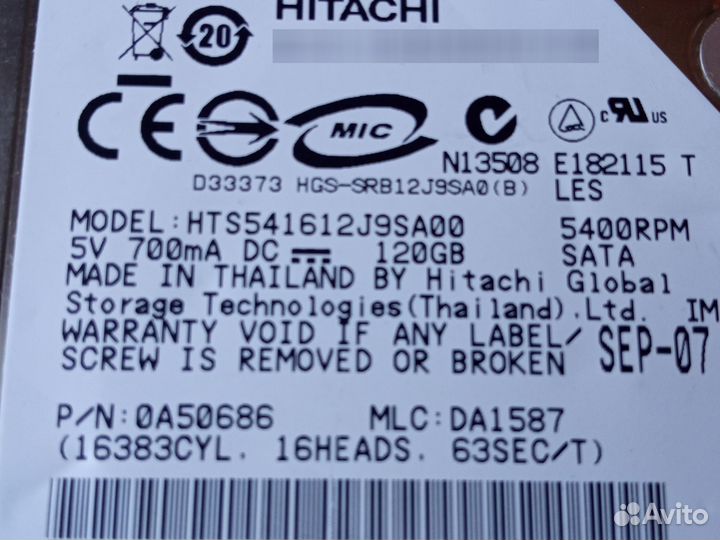 HITACHI
20
CE MIC
c RU US
N13508 E182115 T
D33373 HGS-SRB12J9SA0(B) LES
MODEL:HTS541612J9SA00 5400RPM
5V 700mA DC 120GB SATA
MADE IN THAILAND BY Hitachi Global
Storage Technologies(Thailand),Ltd. IM
WARRANTY VOID IF ANY LABEL/
SCREW IS REMOVED OR BROKEN SEP-07
P/N:0A50686 MLC:DA1587
(16383CYL. 16HEADS. 63SEC/T)
Avito